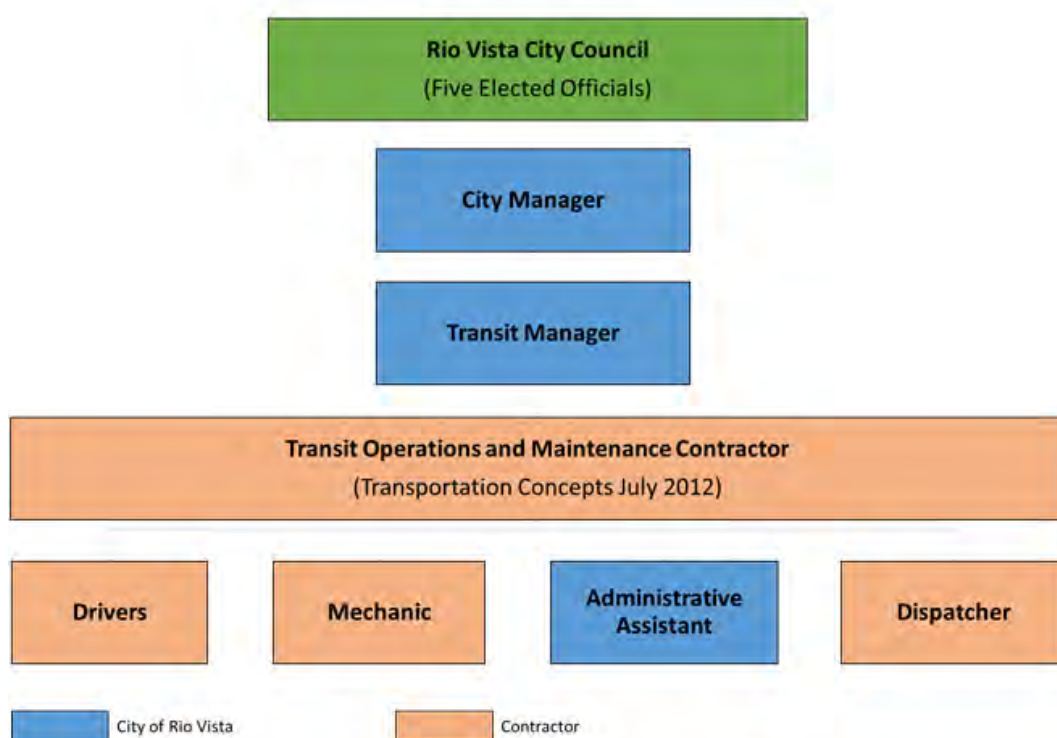 Rio Vista City Council
(Five Elected Officials)
City Manager
Transit Manager
Transit Operations and Maintenance Contractor
(Transportation Concepts July 2012)
Drivers
Mechanic
Administrative
Assistant
Dispatcher
City of Rio Vista
Contractor